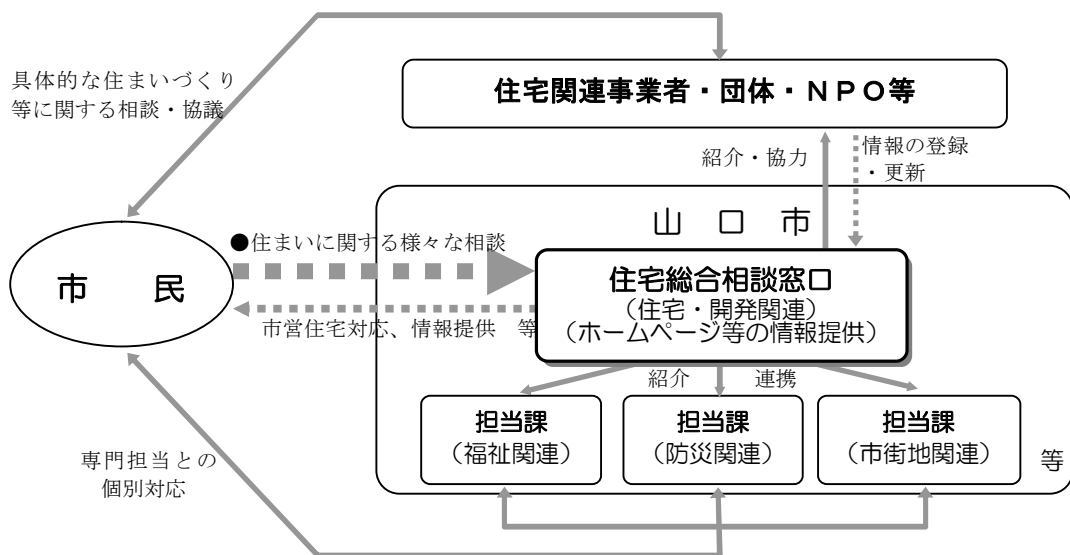 具体的な住まいづくり
等に関する相談・協議
住宅関連事業者・団体・ＮＰＯ等
紹介・協力
情報の登録
・更新
山　口　市
●住まいに関する様々な相談
市　民
住宅総合相談窓口
（住宅・開発関連）
（ホームページ等の情報提供）
市営住宅対応、情報提供　等
紹介　連携
担当課
（福祉関連）
担当課
（防災関連）
担当課
（市街地関連）
等
専門担当との
個別対応